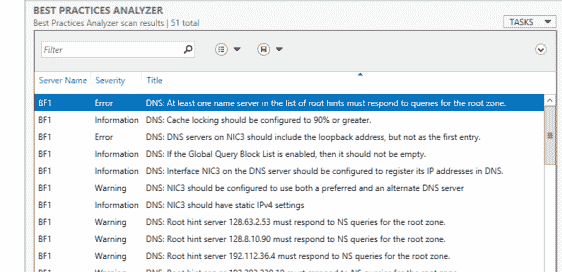 BEST PRACTICES ANALYZER
Best Practices Analyzer scan results | 51 total
TASKS
Filter
Server Name Severity Title
BF1 Error DNS: At least one name server in the list of root hints must respond to queries for the root zone.
BF1 Information DNS: Cache locking should be configured to 90% or greater.
BF1 Error DNS: DNS servers on NIC3 should include the loopback address, but not as the first entry.
BF1 Information DNS: If the Global Query Block List is enabled, then it should not be empty.
BF1 Information DNS: Interface NIC3 on the DNS server should be configured to register its IP addresses in DNS.
BF1 Warning DNS: NIC3 should be configured to use both a preferred and an alternate DNS server
BF1 Information DNS: NIC3 should have static IPv4 settings
BF1 Warning DNS: Root hint server 128.63.2.53 must respond to NS queries for the root zone.
BF1 Warning DNS: Root hint server 128.8.10.90 must respond to NS queries for the root zone.
BF1 Warning DNS: Root hint server 192.112.36.4 must respond to NS queries for the root zone.